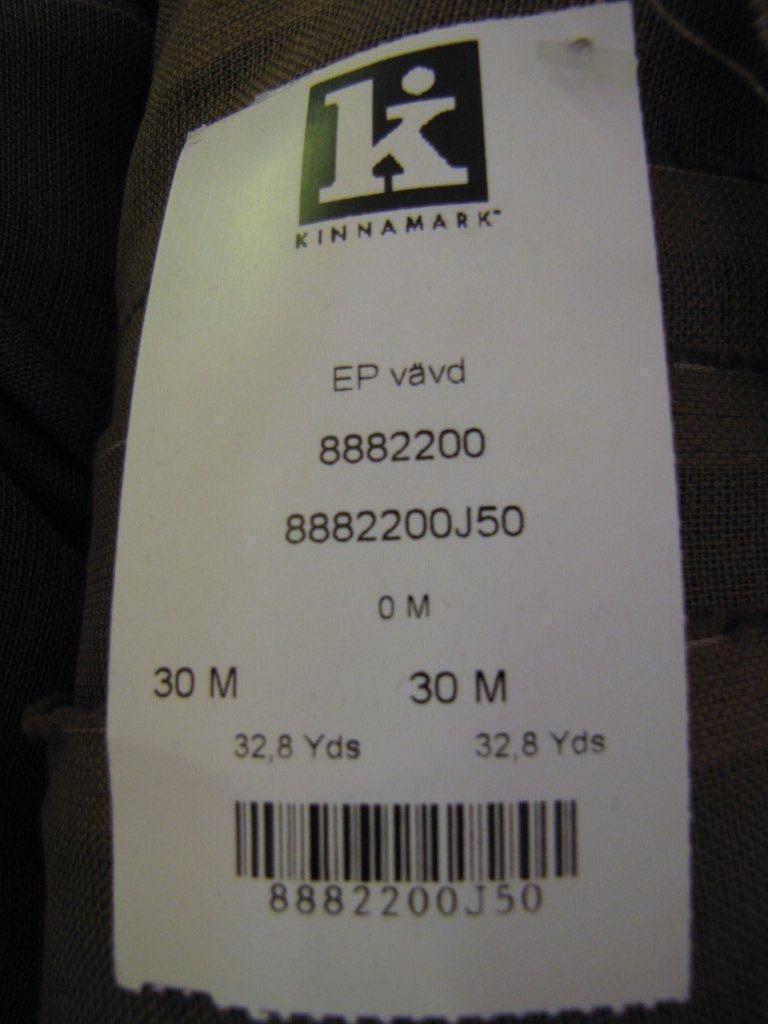 k
KINNAMARK™
EP vävd
8882200
8882200J50
0 M
30 M 30 M
32,8 Yds 32,8 Yds
8882200J50